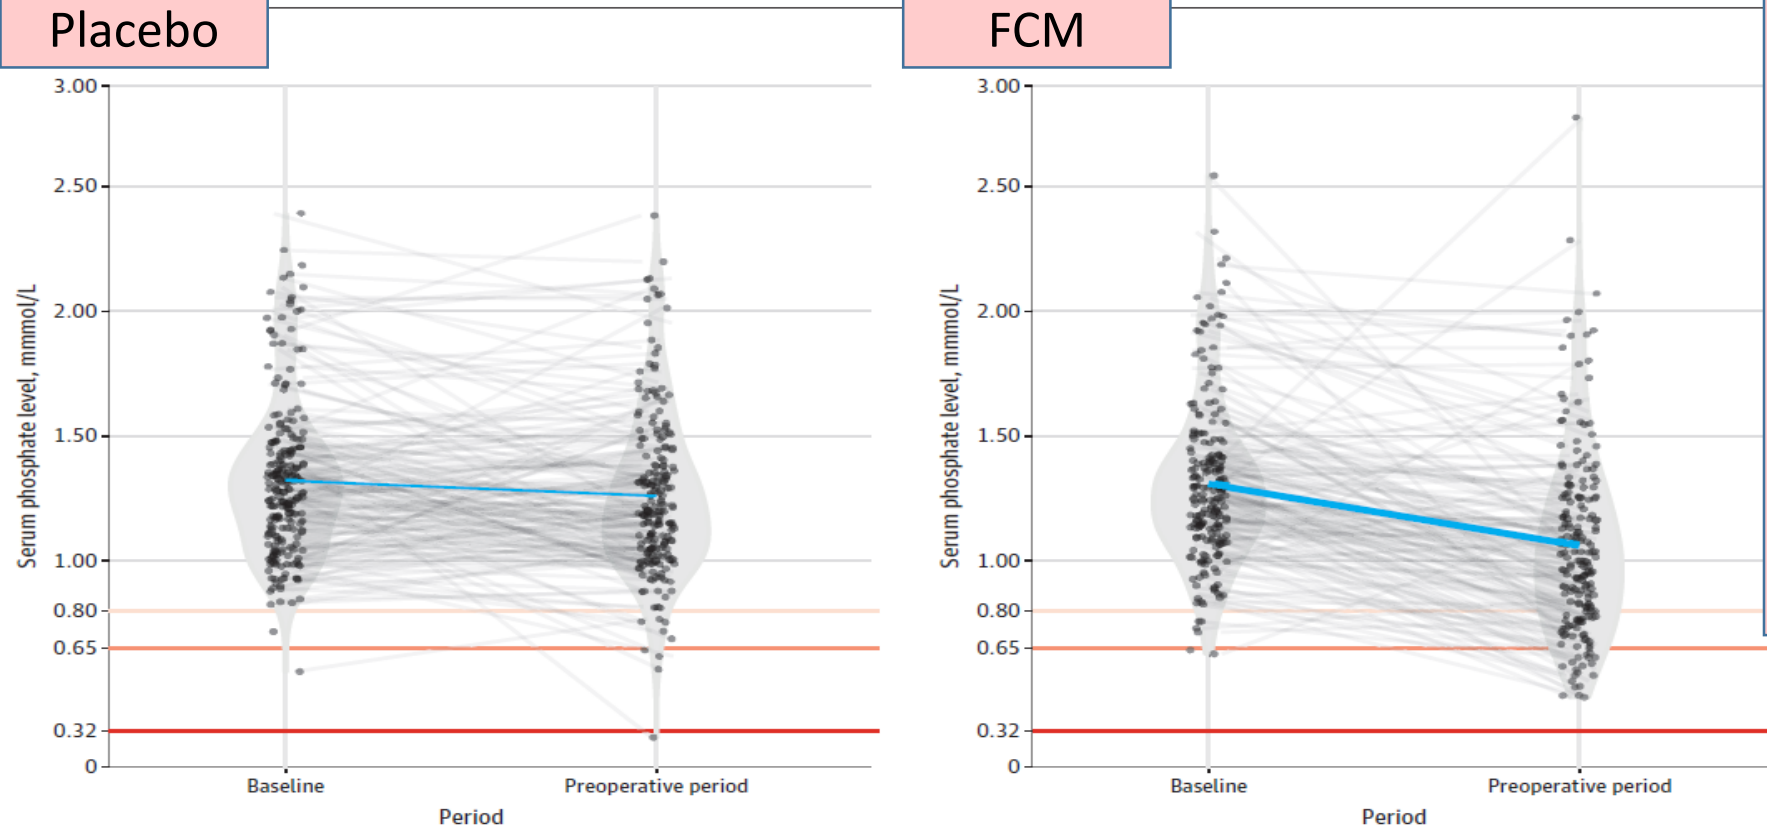 Placebo
3.00
2.50
2.00
1.50
1.00
0.80
0.65
0.32
0
Serum phosphate level, mmmol/L
Baseline
Preoperative period
Period
FCM
3.00
2.50
2.00
1.50
1.00
0.80
0.65
0.32
0
Serum phosphate level, mmmol/L
Baseline
Preoperative period
Period